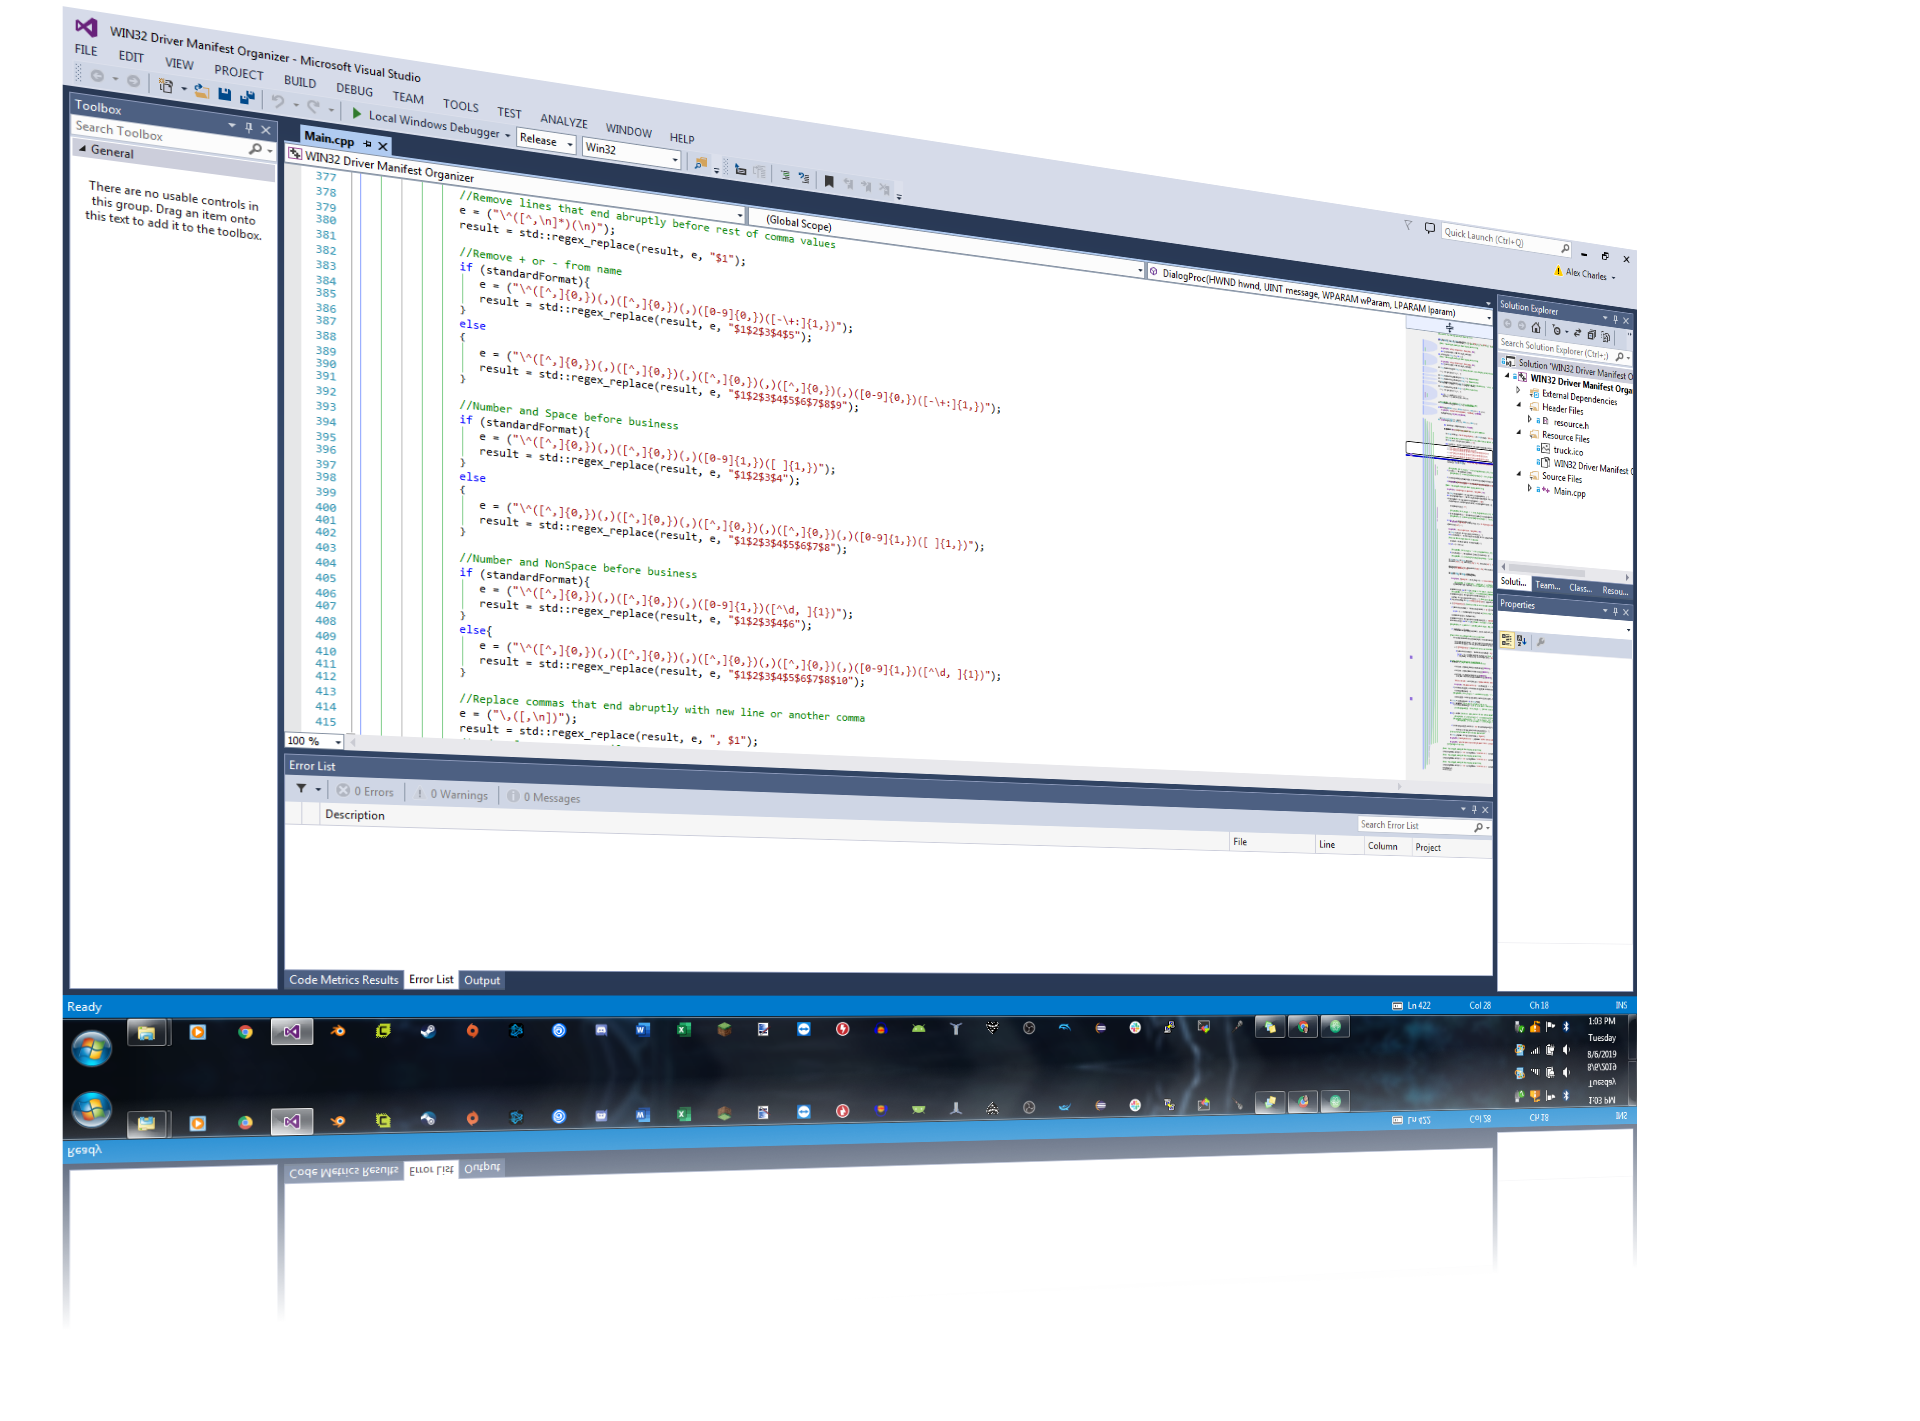 WIN32 Driver Manifest Organizer - Microsoft Visual Studio
FILE EDIT VIEW PROJECT BUILD DEBUG TEAM TOOLS TEST ANALYZE WINDOW HELP
Quick Launch (Ctrl+Q)
Alex Charles
Local Windows Debugger Release Win32
Toolbox
Search Toolbox
General
There are no usable controls in
this group. Drag an item onto
this text to add it to the toolbox.
Main.cpp
WIN32 Driver Manifest Organizer
(Global Scope)
DialogProc(HWND hwnd, UINT message, WPARAM wParam, LPARAM lparam)
377
378 //Remove lines that end abruptly before rest of comma values
379 e = ("\^([^,\n]*)(\n)");
380 result = std::regex_replace(result, e, "$1");
381
382 //Remove + or - from name
383 if (standardFormat){
384 e = ("\^([^,]{0,})(,)([^,]{0,})(,)([0-9]{0,})([-\+:]{1,})");
385 result = std::regex_replace(result, e, "$1$2$3$4$5");
386 }
387 else
388 {
389 e = ("\^([^,]{0,})(,)([^,]{0,})(,)([^,]{0,})(,)([^,]{0,})(,)([0-9]{0,})([-\+:]{1,})");
390 result = std::regex_replace(result, e, "$1$2$3$4$5$6$7$8$9");
391 }
392
393 //Number and Space before business
394 if (standardFormat){
395 e = ("\^([^,]{0,})(,)([^,]{0,})(,)([0-9]{1,})([ ]{1,})");
396 result = std::regex_replace(result, e, "$1$2$3$4");
397 }
398 else
399 {
400 e = ("\^([^,]{0,})(,)([^,]{0,})(,)([^,]{0,})(,)([^,]{0,})(,)([0-9]{1,})([ ]{1,})");
401 result = std::regex_replace(result, e, "$1$2$3$4$5$6$7$8");
402 }
403
404 //Number and NonSpace before business
405 if (standardFormat){
406 e = ("\^([^,]{0,})(,)([^,]{0,})(,)([0-9]{1,})([^\d, ]{1})");
407 result = std::regex_replace(result, e, "$1$2$3$4$6");
408 }
409 else{
410 e = ("\^([^,]{0,})(,)([^,]{0,})(,)([^,]{0,})(,)([^,]{0,})(,)([0-9]{1,})([^\d, ]{1})");
411 result = std::regex_replace(result, e, "$1$2$3$4$5$6$7$8$10");
412 }
413
414 //Replace commas that end abruptly with new line or another comma
415 e = ("\,([,\n])");
result = std::regex_replace(result, e, ", $1");
100 %
Solution Explorer
Search Solution Explorer (Ctrl+;)
Solution 'WIN32 Driver Manifest O
WIN32 Driver Manifest Orga
External Dependencies
Header Files
resource.h
Resource Files
truck.ico
WIN32 Driver Manifest O
Source Files
Main.cpp
Soluti... Team... Class... Resou...
Properties
Error List
0 Errors 0 Warnings 0 Messages
Search Error List
Description File Line Column Project
Code Metrics Results Error List Output
Ready Ln 422 Col 28 Ch 18 INS
1:03 PM
Tuesday
8/6/2019